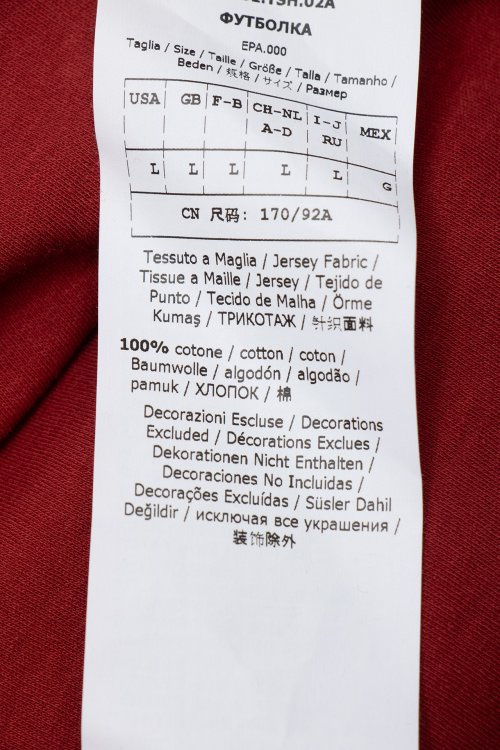 TSH.02A
ФУТБОЛКА
EPA.000
Taglia / Size / Taille / Größe / Talla / Tamanho /
Beden / 规格 / サイズ / Размер
USA GB F-B CH-NL A-D I-J RU MEX
L L L L L G
CN 尺码: 170/92A
Tessuto a Maglia / Jersey Fabric /
Tissue a Maille / Jersey / Tejido de
Punto / Tecido de Malha / Örme
Kumaş / ТРИКОТАЖ / 针织面料
100% cotone / cotton / coton /
Baumwolle / algodón / algodão /
pamuk / ХЛОПОК / 棉
Decorazioni Escluse / Decorations
Excluded / Décorations Exclues /
Dekorationen Nicht Enthalten /
Decoraciones No Incluidas /
Decorações Excluídas / Süsler Dahil
Değildir / исключая все украшения /
装饰除外